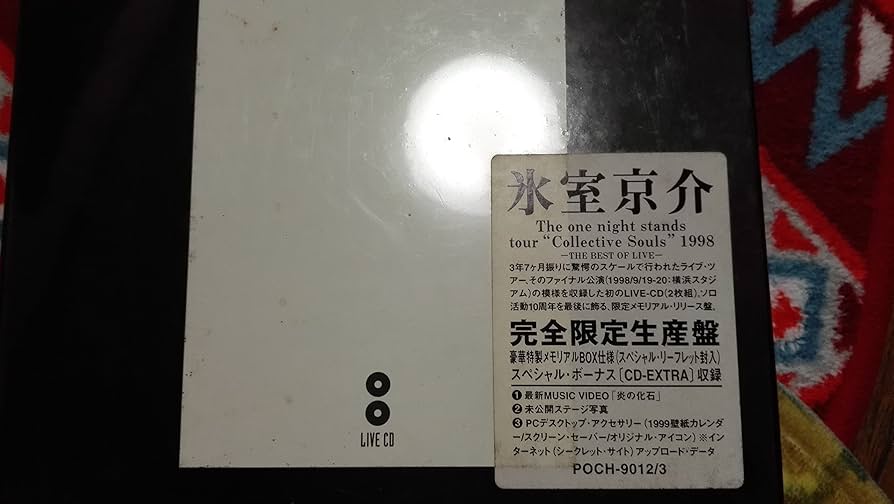 氷室京介
The one night stands
tour "Collective Souls" 1998
—THE BEST OF LIVE—
3年7ヶ月振りに驚愕のスケールで行われたライブ・ツ
アー、そのファイナル公演(1998/9/19-20:横浜スタジ
アム)の模様を収録した初のLIVE-CD(2枚組)、ソロ
活動10周年を最後に飾る、限定メモリアル・リリース盤。
完全限定生産盤
豪華特製メモリアルBOX仕様(スペシャル・リーフレット封入)
スペシャル・ボーナス〔CD-EXTRA〕収録
❶最新MUSIC VIDEO「炎の化石」
❷未公開ステージ写真
❸PCデスクトップ・アクセサリー(1999壁紙カレンダ
ー/スクリーン・セーバー/オリジナル・アイコン)※イン
ターネット(シークレット・サイト)アップロード・データ
POCH-9012/3
LIVE CD